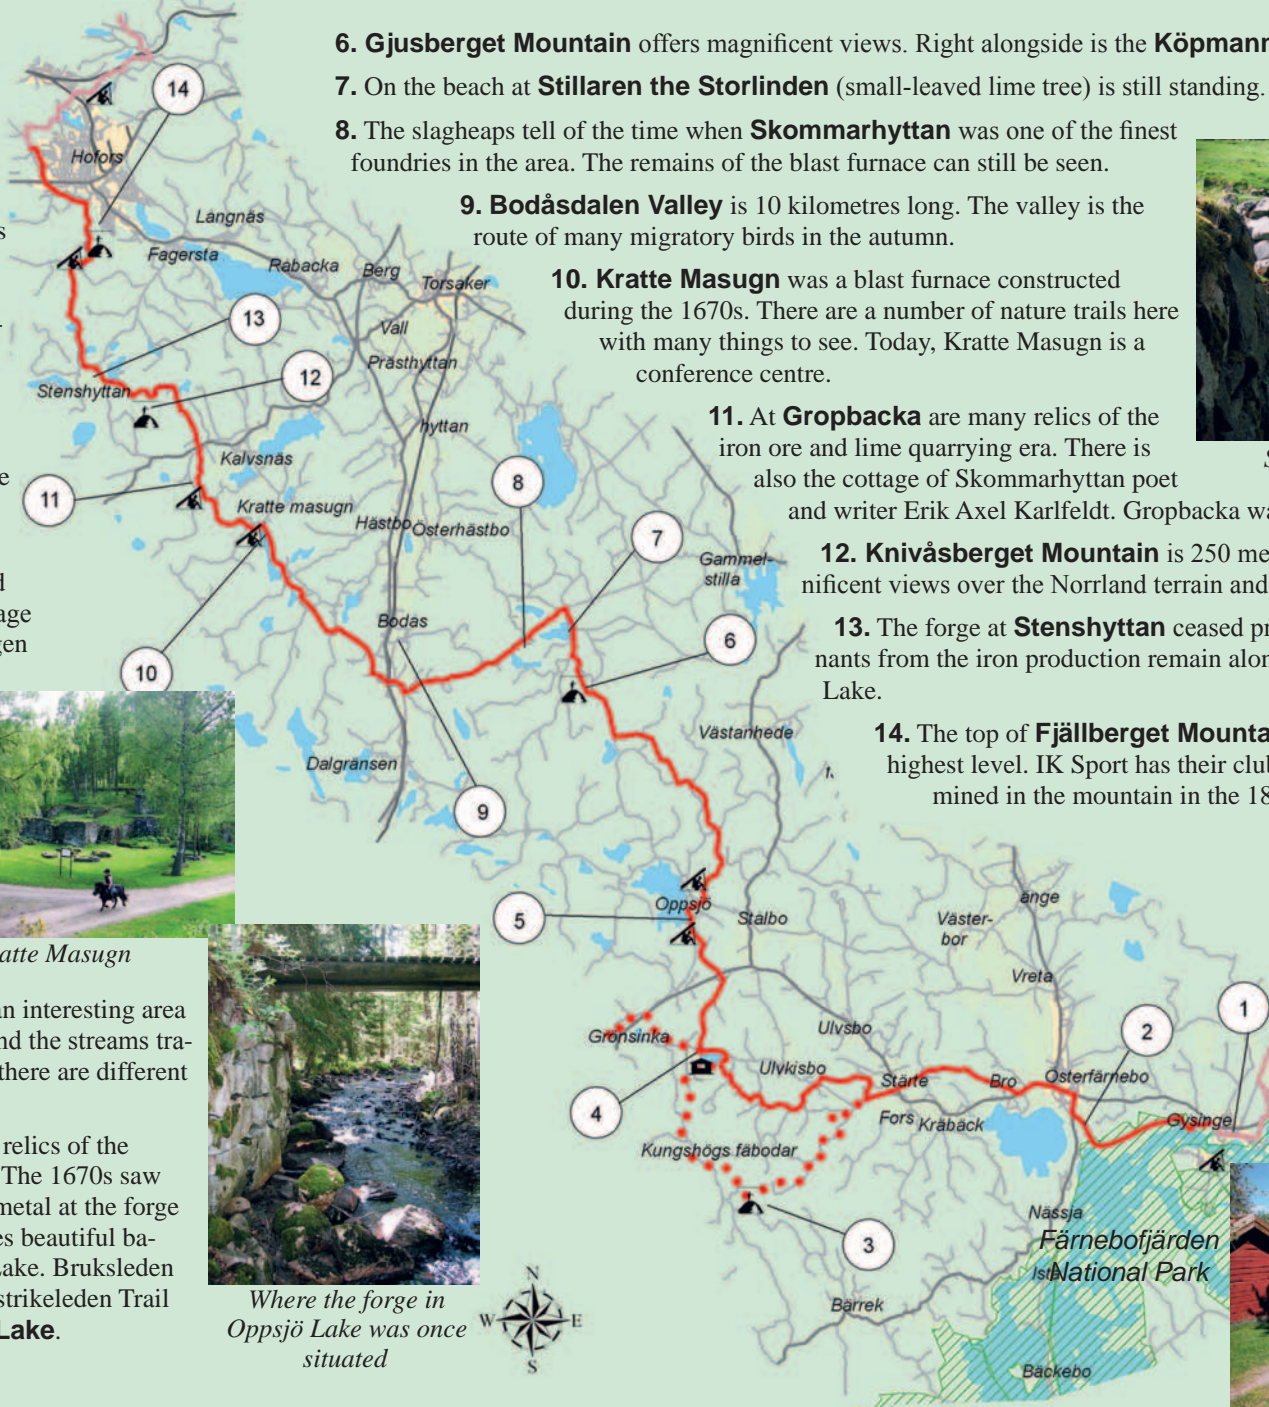 6. Gjusberget Mountain offers magnificent views. Right alongside is the Köpmann
7. On the beach at Stillaren the Storlinden (small-leaved lime tree) is still standing.
8. The slagheaps tell of the time when Skommarhyttan was one of the finest
foundries in the area. The remains of the blast furnace can still be seen.
9. Bodåsdalen Valley is 10 kilometres long. The valley is the
route of many migratory birds in the autumn.
10. Kratte Masugn was a blast furnace constructed
during the 1670s. There are a number of nature trails here
with many things to see. Today, Kratte Masugn is a
conference centre.
11. At Gropbacka are many relics of the
iron ore and lime quarrying era. There is
also the cottage of Skommarhyttan poet
and writer Erik Axel Karlfeldt. Gropbacka wa
12. Knivåsberget Mountain is 250 me
nificent views over the Norrland terrain and
13. The forge at Stenshyttan ceased pr
nants from the iron production remain alon
Lake.
14. The top of Fjällberget Mounta
highest level. IK Sport has their club
mined in the mountain in the 18
s
e
d
age
gen
14
Hofors
Långnäs
Fagersta
Råbacka
Berg
Torsåker
13
Vall
12
Prästhyttan
Stenshyttan
hyttan
Kalvsnäs
11
8
Kratte masugn
Hästbo
Österhästbo
7
Gammel-
stilla
Bodås
6
10
Västanhede
Dalgränsen
9
5
Oppsjö
Stalbo
Väster-
bor
änge
Vreta
1
2
Grönsinka
Ulvsbo
Ulvkisbo
Stärte
Bro
Österfärnebo
4
Fors
Kråbäck
Gysinge
Kungshögs fäbodar
3
Nässja
Färnebofjärden
National Park
Ista
Bärrek
Bäckebo
atte Masugn
an interesting area
nd the streams tra-
there are different
relics of the
The 1670s saw
metal at the forge
es beautiful ba-
Lake. Bruksleden
strikeleden Trail
Lake.
Where the forge in
Oppsjö Lake was once
situated
N
W
E
S
S